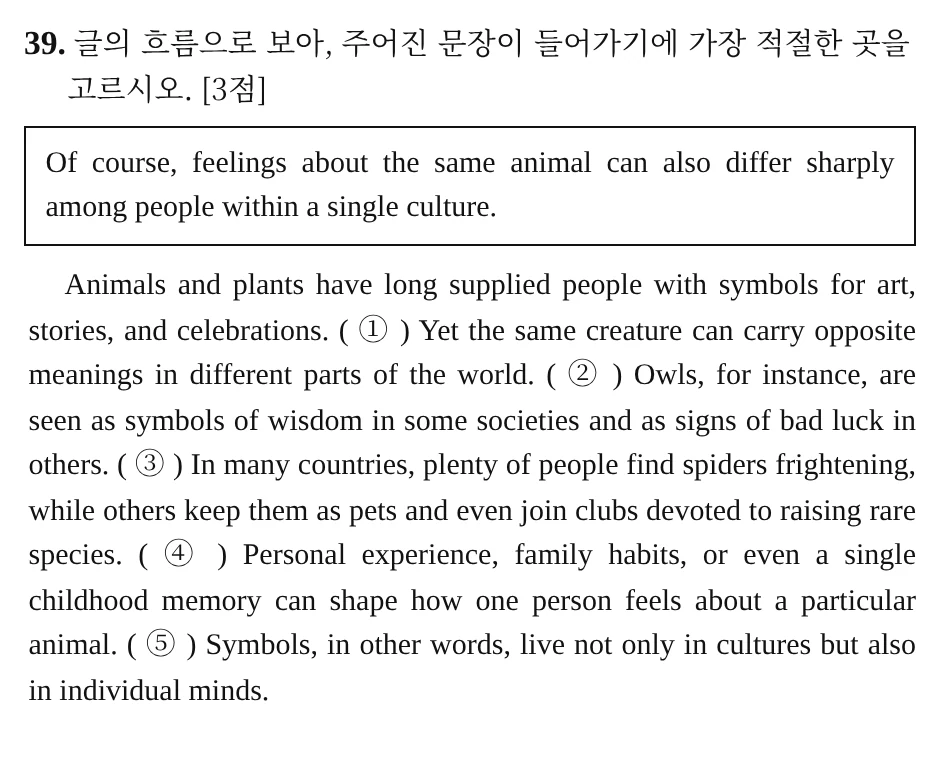 39. 글의 흐름으로 보아, 주어진 문장이 들어가기에 가장 적절한 곳을
고르시오. [3점]
Of course, feelings about the same animal can also differ sharply
among people within a single culture.
Animals and plants have long supplied people with symbols for art,
stories, and celebrations. ( ① ) Yet the same creature can carry opposite
meanings in different parts of the world. ( ② ) Owls, for instance, are
seen as symbols of wisdom in some societies and as signs of bad luck in
others. ( ③ ) In many countries, plenty of people find spiders frightening,
while others keep them as pets and even join clubs devoted to raising rare
species. ( ④ ) Personal experience, family habits, or even a single
childhood memory can shape how one person feels about a particular
animal. ( ⑤ ) Symbols, in other words, live not only in cultures but also
in individual minds.